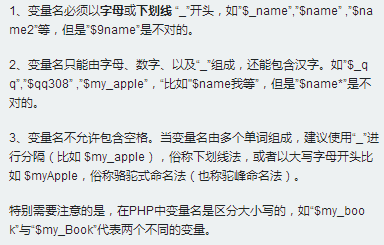 1、变量名必须以字母或下划线 “_”开头，如”$_name”,”$name” ,”$na
me2”等，但是”$9name”是不对的。
2、变量名只能由字母、数字、以及“_”组成，还能包含汉字。如”$_q
q”,”$qq308” ,”$my_apple”，“比如”$name我等”，但是”$name*”是不
对的。
3、变量名不允许包含空格。当变量名由多个单词组成，建议使用“_”进
行分隔（比如 $my_apple），俗称下划线法，或者以大写字母开头比
如 $myApple，俗称骆驼式命名法（也称驼峰命名法）。
特别需要注意的是，在PHP中变量名是区分大小写的，如“$my_boo
k”与“$my_Book”代表两个不同的变量。